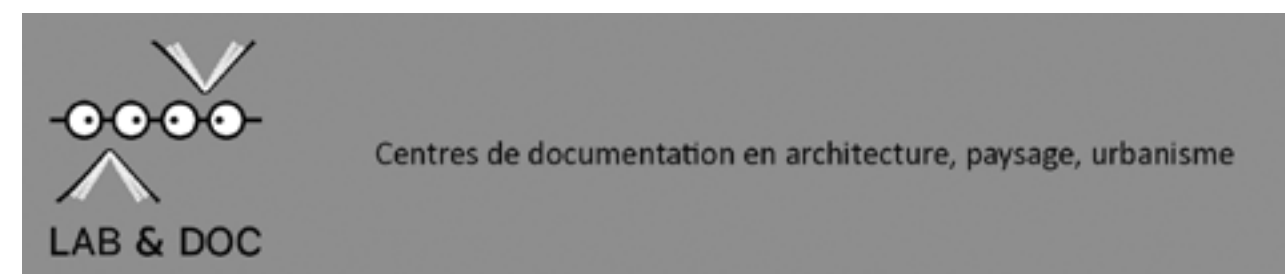 Centres de documentation en architecture, paysage, urbanisme
LAB & DOC